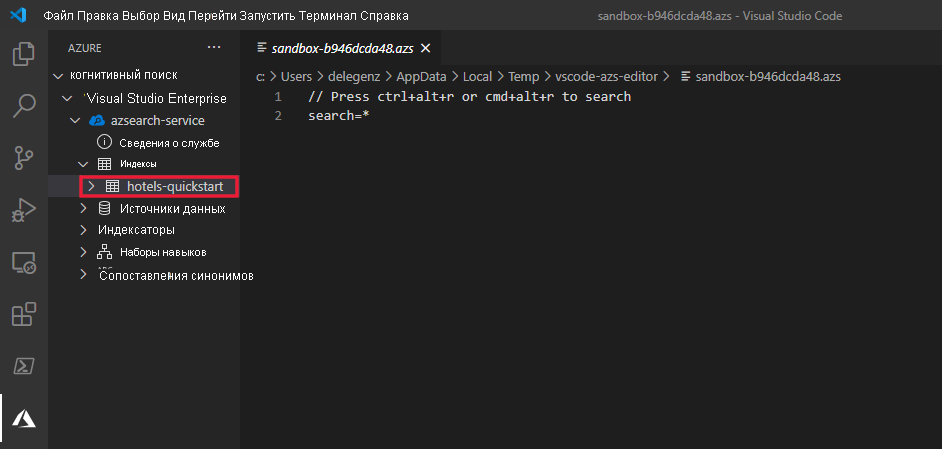 Файл Правка Выбор Вид Перейти Запустить Терминал Справка
sandbox-b946dcda48.azs - Visual Studio Code
AZURE
когнитивный поиск
'Visual Studio Enterprise
azsearch-service
Сведения о службе
Индексы
hotels-quickstart
Источники данных
Индексаторы
Наборы навыков
Сопоставления синонимов
sandbox-b946dcda48.azs
c: > Users > delegenz > AppData > Local > Temp > vscode-azs-editor > sandbox-b946dcda48.azs
1 // Press ctrl+alt+r or cmd+alt+r to search
2 search=*